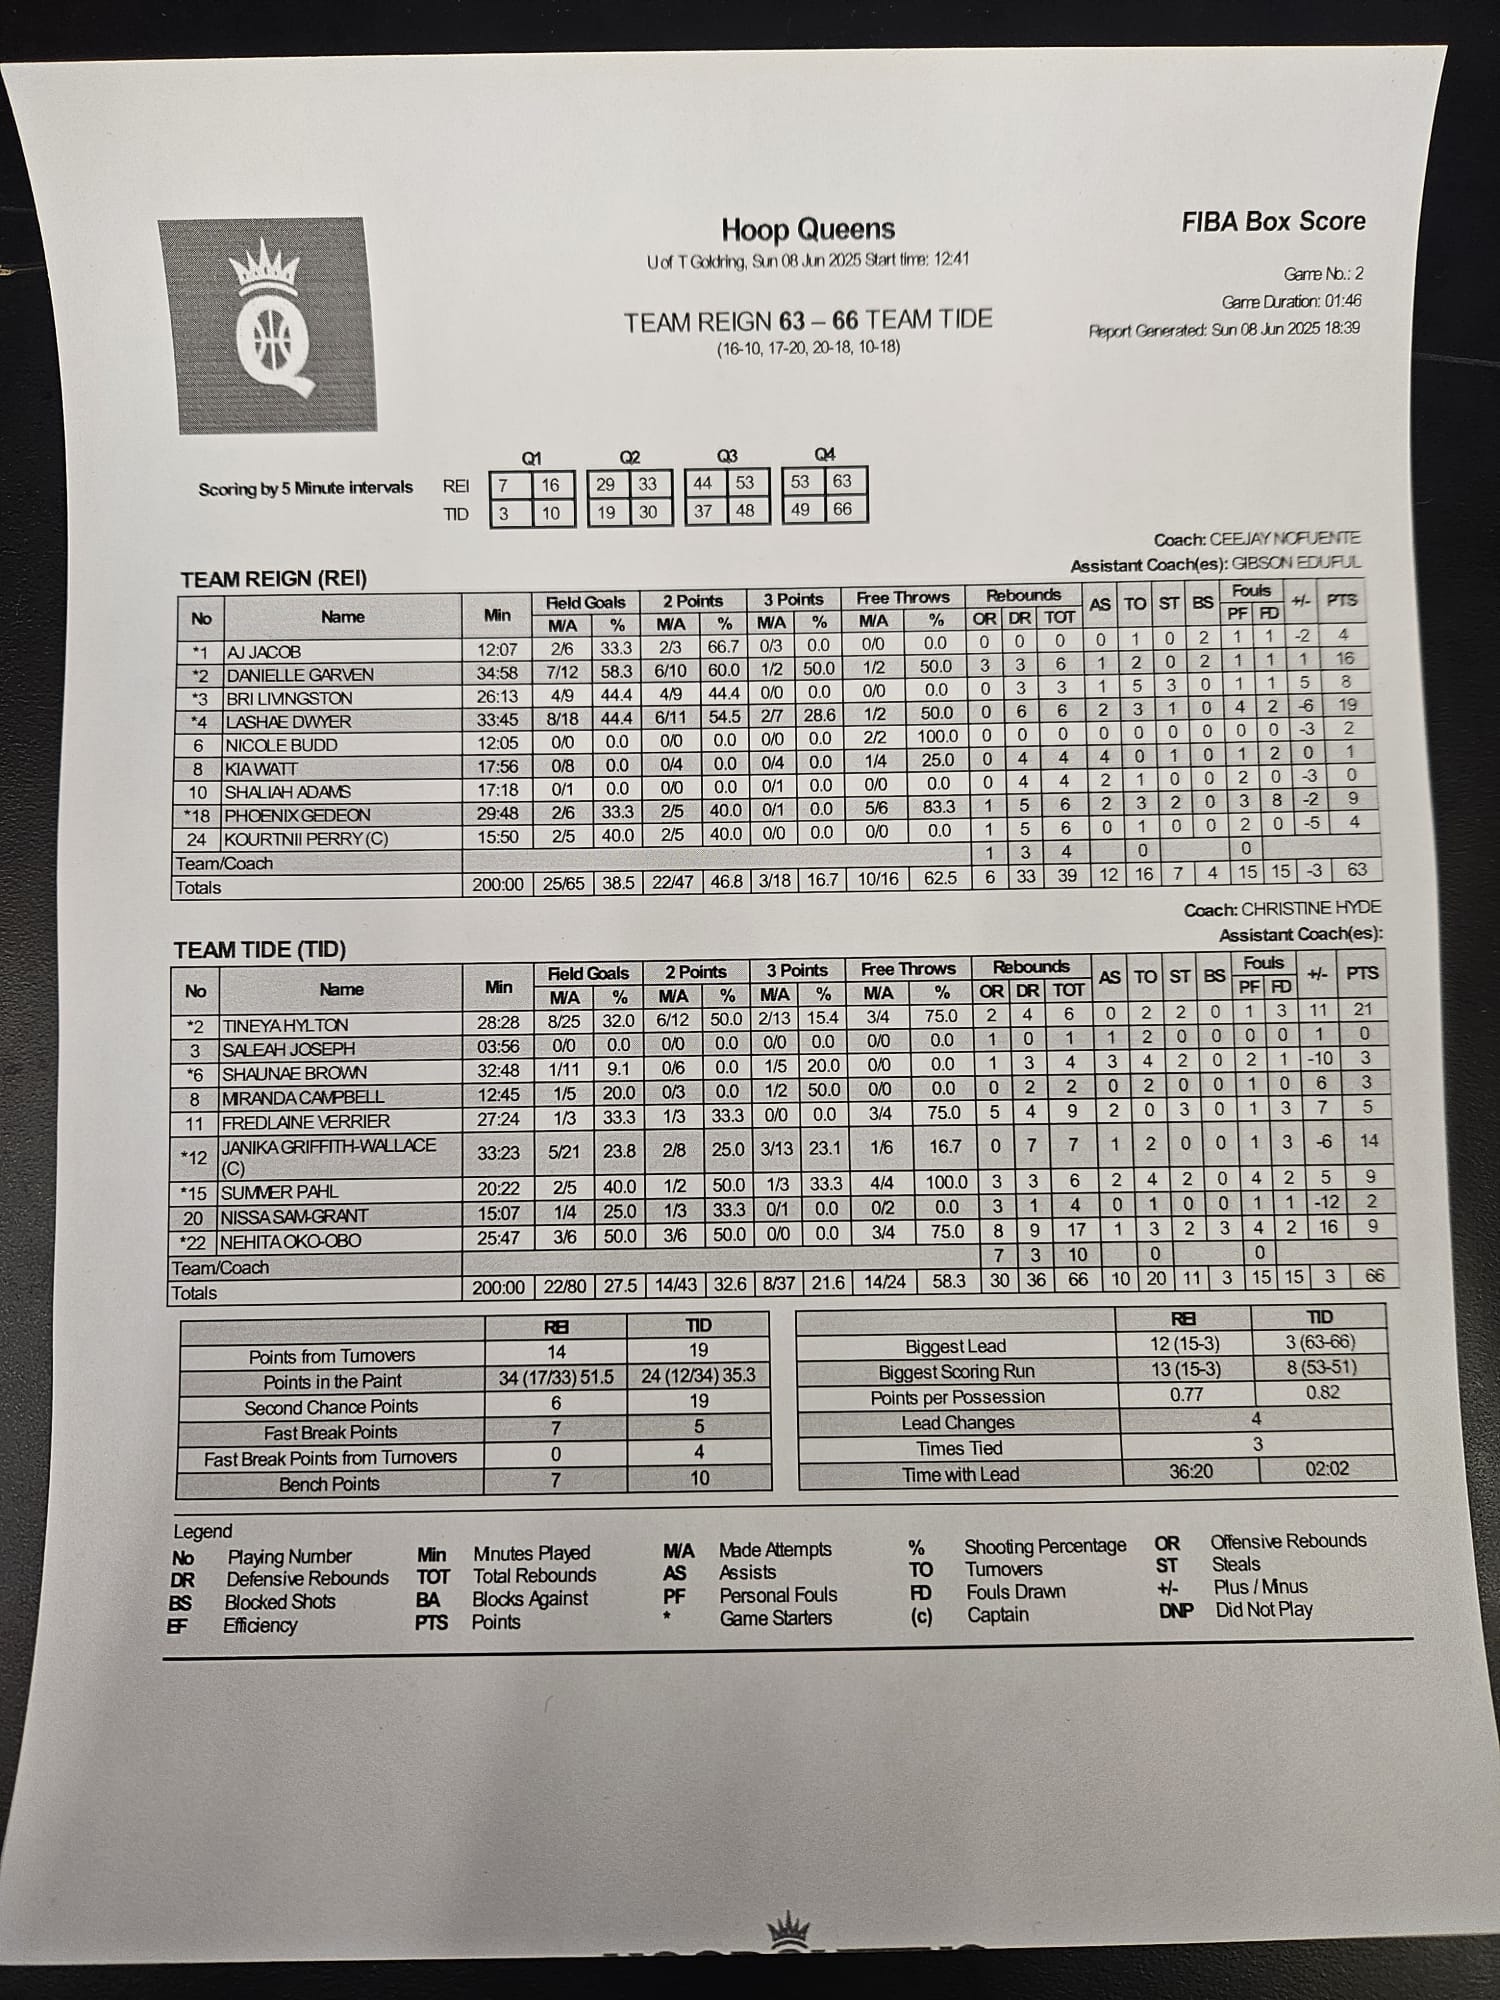 Hoop Queens
FIBA Box Score
U of T Goldring, Sun 08 Jun 2025 Start time: 12:41
Game No.: 2
Game Duration: 01:46
TEAM REIGN 63 – 66 TEAM TIDE
Report Generated: Sun 08 Jun 2025 18:39
(16-10, 17-20, 20-18, 10-18)
Q
Q1 Q2 Q3 Q4
Scoring by 5 Minute intervals REI 7 16 29 33 44 53 53 63
TID 3 10 19 30 37 48 49 66
Coach: CEEJAY NOFUENTE
TEAM REIGN (REI) Assistant Coach(es): GIBSON EDUFUL
No Name Min Field Goals 2 Points 3 Points Free Throws Rebounds AS TO ST BS Fouls +/- PTS
M/A % M/A % M/A % M/A % OR DR TOT PF FD
*1 AJ JACOB 12:07 2/6 33.3 2/3 66.7 0/3 0.0 0/0 0.0 0 0 0 0 1 0 2 1 1 -2 4
*2 DANIELLE GARVEN 34:58 7/12 58.3 6/10 60.0 1/2 50.0 1/2 50.0 3 3 6 1 2 0 2 1 1 1 16
*3 BRI LIVINGSTON 26:13 4/9 44.4 4/9 44.4 0/0 0.0 0/0 0.0 0 3 3 1 5 3 0 1 1 5 8
*4 LASHAE DWYER 33:45 8/18 44.4 6/11 54.5 2/7 28.6 1/2 50.0 0 6 6 2 3 1 0 4 2 -6 19
6 NICOLE BUDD 12:05 0/0 0.0 0/0 0.0 0/0 0.0 2/2 100.0 0 0 0 0 0 0 0 0 0 -3 2
8 KIA WATT 17:56 0/8 0.0 0/4 0.0 0/4 0.0 1/4 25.0 0 4 4 4 0 1 0 1 2 0 1
10 SHALIAH ADAMS 17:18 0/1 0.0 0/0 0.0 0/1 0.0 0/0 0.0 0 4 4 2 1 0 0 2 0 -3 0
*18 PHOENIX GEDEON 29:48 2/6 33.3 2/5 40.0 0/1 0.0 5/6 83.3 1 5 6 2 3 2 0 3 8 -2 9
24 KOURTNII PERRY (C) 15:50 2/5 40.0 2/5 40.0 0/0 0.0 0/0 0.0 1 5 6 0 1 0 0 2 0 -5 4
Team/Coach 1 3 4 0 0
Totals 200:00 25/65 38.5 22/47 46.8 3/18 16.7 10/16 62.5 6 33 39 12 16 7 4 15 15 -3 63
Coach: CHRISTINE HYDE
TEAM TIDE (TID) Assistant Coach(es):
No Name Min Field Goals 2 Points 3 Points Free Throws Rebounds AS TO ST BS Fouls +/- PTS
M/A % M/A % M/A % M/A % OR DR TOT PF FD
*2 TINEYA HYLTON 28:28 8/25 32.0 6/12 50.0 2/13 15.4 3/4 75.0 2 4 6 0 2 2 0 1 3 11 21
3 SALEAH JOSEPH 03:56 0/0 0.0 0/0 0.0 0/0 0.0 0/0 0.0 1 0 1 1 2 0 0 0 0 1 0
*6 SHAUNAE BROWN 32:48 1/11 9.1 0/6 0.0 1/5 20.0 0/0 0.0 1 3 4 3 4 2 0 2 1 -10 3
8 MIRANDA CAMPBELL 12:45 1/5 20.0 0/3 0.0 1/2 50.0 0/0 0.0 0 2 2 0 2 0 0 1 0 6 3
11 FREDLAINE VERRIER 27:24 1/3 33.3 1/3 33.3 0/0 0.0 3/4 75.0 5 4 9 2 0 3 0 1 3 7 5
*12 JANIKA GRIFFITH-WALLACE (C) 33:23 5/21 23.8 2/8 25.0 3/13 23.1 1/6 16.7 0 7 7 1 2 0 0 1 3 -6 14
*15 SUMMER PAHL 20:22 2/5 40.0 1/2 50.0 1/3 33.3 4/4 100.0 3 3 6 2 4 2 0 4 2 5 9
20 NISSA SAM-GRANT 15:07 1/4 25.0 1/3 33.3 0/1 0.0 0/2 0.0 3 1 4 0 1 0 0 1 1 -12 2
*22 NEHITA OKO-OBO 25:47 3/6 50.0 3/6 50.0 0/0 0.0 3/4 75.0 8 9 17 1 3 2 3 4 2 16 9
Team/Coach 7 3 10 0 0
Totals 200:00 22/80 27.5 14/43 32.6 8/37 21.6 14/24 58.3 30 36 66 10 20 11 3 15 15 3 66
REI TID
Points from Turnovers 14 19
Points in the Paint 34 (17/33) 51.5 24 (12/34) 35.3
Second Chance Points 6 19
Fast Break Points 7 5
Fast Break Points from Turnovers 0 4
Bench Points 7 10
REI TID
Biggest Lead 12 (15-3) 3 (63-66)
Biggest Scoring Run 13 (15-3) 8 (53-51)
Points per Possession 0.77 0.82
Lead Changes 4
Times Tied 3
Time with Lead 36:20 02:02
Legend
No Playing Number Min Minutes Played M/A Made Attempts % Shooting Percentage OR Offensive Rebounds
DR Defensive Rebounds TOT Total Rebounds AS Assists TO Turnovers ST Steals
BS Blocked Shots BA Blocks Against PF Personal Fouls FD Fouls Drawn +/- Plus / Minus
EF Efficiency PTS Points * Game Starters (c) Captain DNP Did Not Play